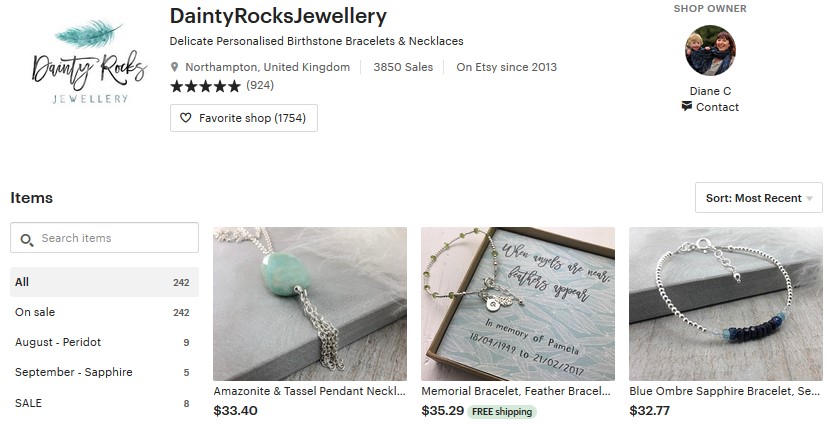 DaintyRocksJewellery
Delicate Personalised Birthstone Bracelets & Necklaces
Northampton, United Kingdom
3850 Sales
On Etsy since 2013
(924)
Favorite shop (1754)
Dainty Rocks
JEWELLERY
SHOP OWNER
Diane C
Contact
Items
Sort: Most Recent
Search items
All 242
On sale 242
August - Peridot 9
September - Sapphire 5
SALE 8
When angels are near,
feathers appear
In memory of Pamela
18/04/1949 to 21/02/2017
Amazonite & Tassel Pendant Neckl...
$33.40
Memorial Bracelet, Feather Bracel...
$35.29 FREE shipping
Blue Ombre Sapphire Bracelet, Se...
$32.77